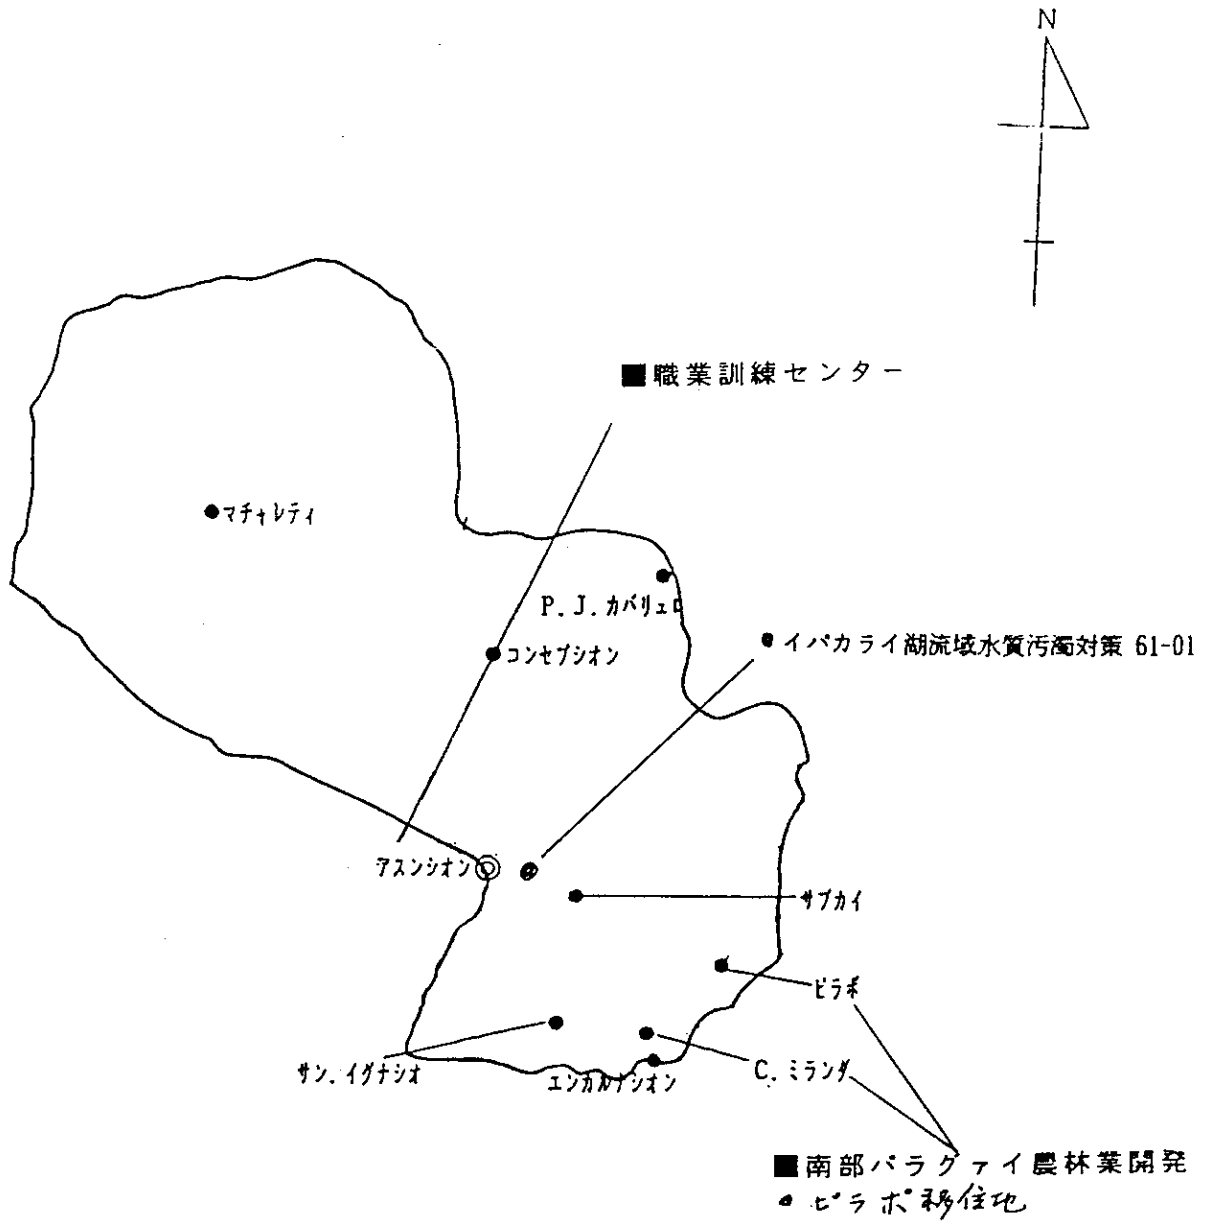 N
■職業訓練センター
マチャレティ
P.J.カバリェロ
コンセプシオン
イパカライ湖流域水質汚濁対策 61-01
アスンシオン
サプカイ
ピラポ
サン.イグナシオ
エンカルナシオン
C.ミランダ
■南部パラグァイ農林業開発
・ピラポ移住地